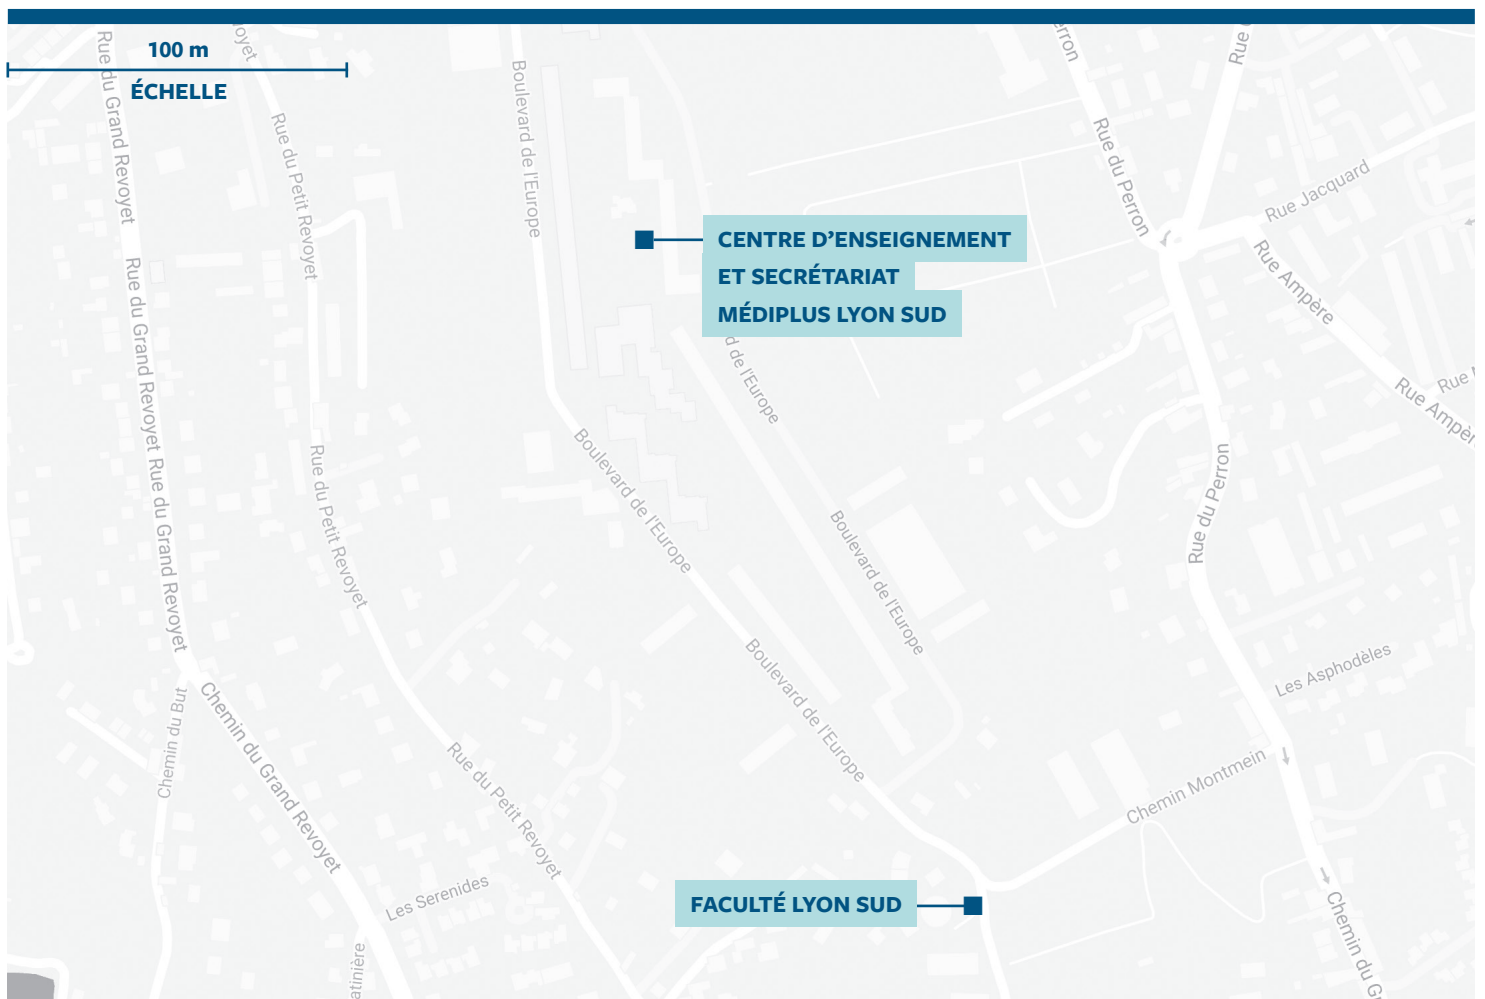 100 m
ÉCHELLE
Rue du Grand Revoyet
Rue du Petit Revoyet
Boulevard de l'Europe
Rue du Perron
Rue Jacquard
CENTRE D'ENSEIGNEMENT
ET SECRÉTARIAT
MÉDIPLUS LYON SUD
Rue Ampère
Rue du Grand Revoyet
d de l'Europe
Rue du Petit Revoyet
Boulevard de l'Europe
Rue du Perron
Rue du Grand Revoyet
Boulevard de l'Europe
Les Asphodèles
Boulevard de l'Europe
Chemin du But
Chemin du Grand Revoyet
Rue du Petit Revoyet
Chemin Montmein
Les Serenides
FACULTÉ LYON SUD